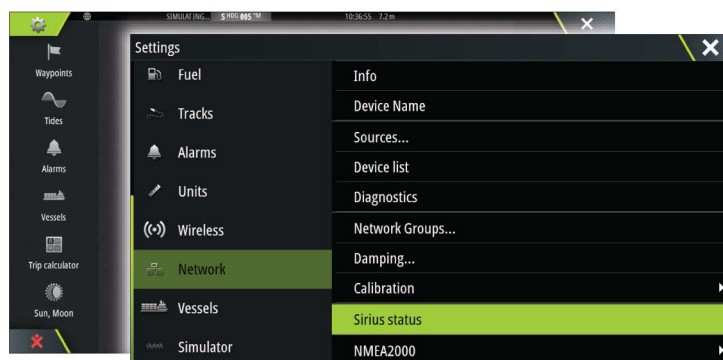 SIMULATING... S HDG 005 °M 10:36:55 7.2 m
Waypoints
Tides
Alarms
Vessels
Trip calculator
Sun, Moon
Settings
Fuel
Tracks
Alarms
Units
Wireless
Network
Vessels
Simulator
Info
Device Name
Sources...
Device list
Diagnostics
Network Groups...
Damping...
Calibration
Sirius status
NMEA2000